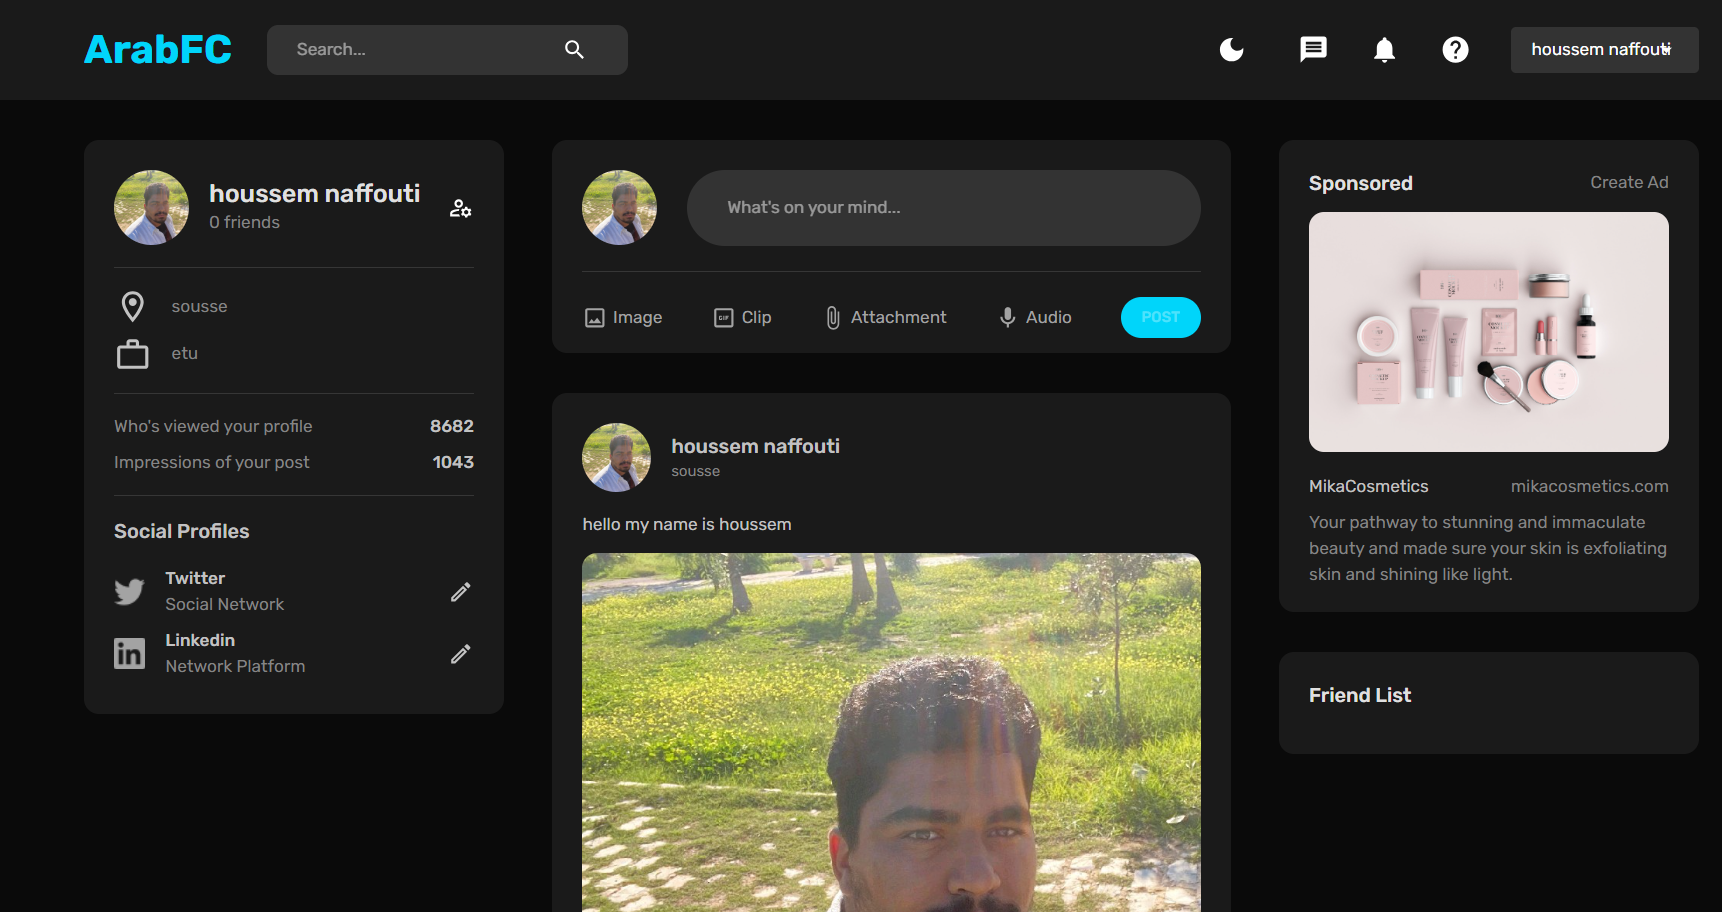 ArabFC
Search...
houssem naffouti
houssem naffouti
0 friends
sousse
etu
Who's viewed your profile 8682
Impressions of your post 1043
Social Profiles
Twitter
Social Network
Linkedin
Network Platform
What's on your mind...
Image
GIF
Clip
Attachment
Audio
POST
houssem naffouti
sousse
hello my name is houssem
Sponsored
Create Ad
MikaCosmetics
mikacosmetics.com
Your pathway to stunning and immaculate
beauty and made sure your skin is exfoliating
skin and shining like light.
Friend List